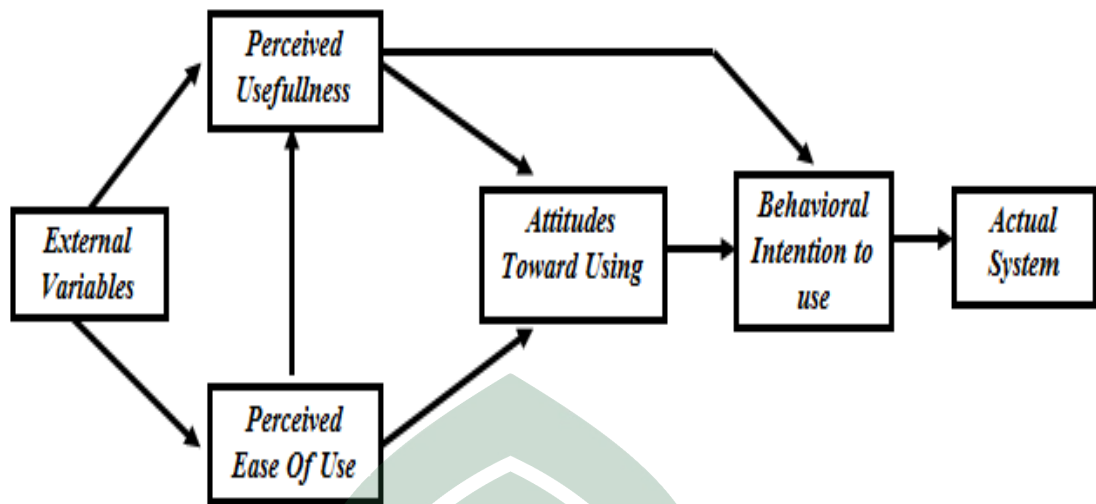 Perceived
Usefullness
External
Variables
Attitudes
Toward Using
Behavioral
Intention to
use
Actual
System
Perceived
Ease Of Use